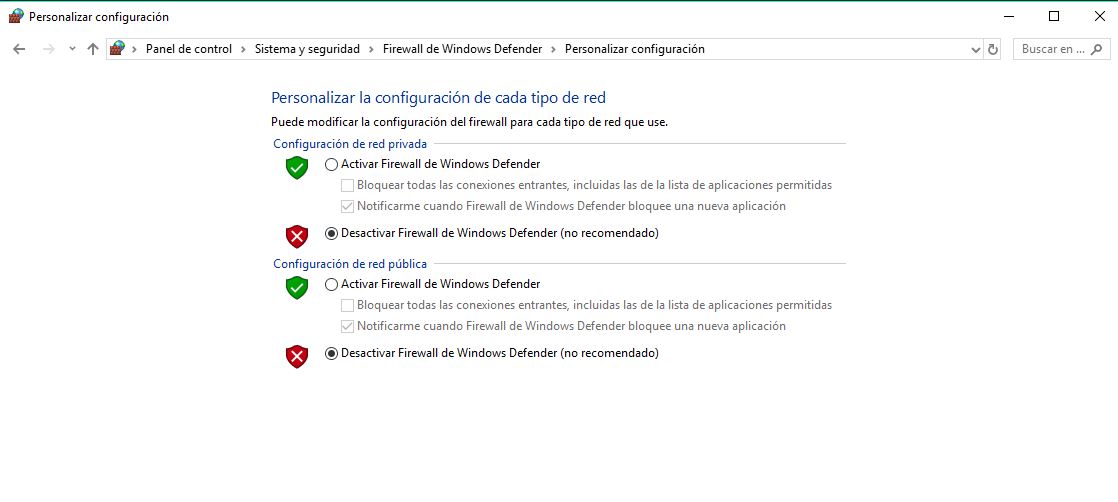 Personalizar configuración
Panel de control Sistema y seguridad Firewall de Windows Defender Personalizar configuración Buscar en ...
Personalizar la configuración de cada tipo de red
Puede modificar la configuración del firewall para cada tipo de red que use.
Configuración de red privada
Activar Firewall de Windows Defender
Bloquear todas las conexiones entrantes, incluidas las de la lista de aplicaciones permitidas
Notificarme cuando Firewall de Windows Defender bloquee una nueva aplicación
Desactivar Firewall de Windows Defender (no recomendado)
Configuración de red pública
Activar Firewall de Windows Defender
Bloquear todas las conexiones entrantes, incluidas las de la lista de aplicaciones permitidas
Notificarme cuando Firewall de Windows Defender bloquee una nueva aplicación
Desactivar Firewall de Windows Defender (no recomendado)